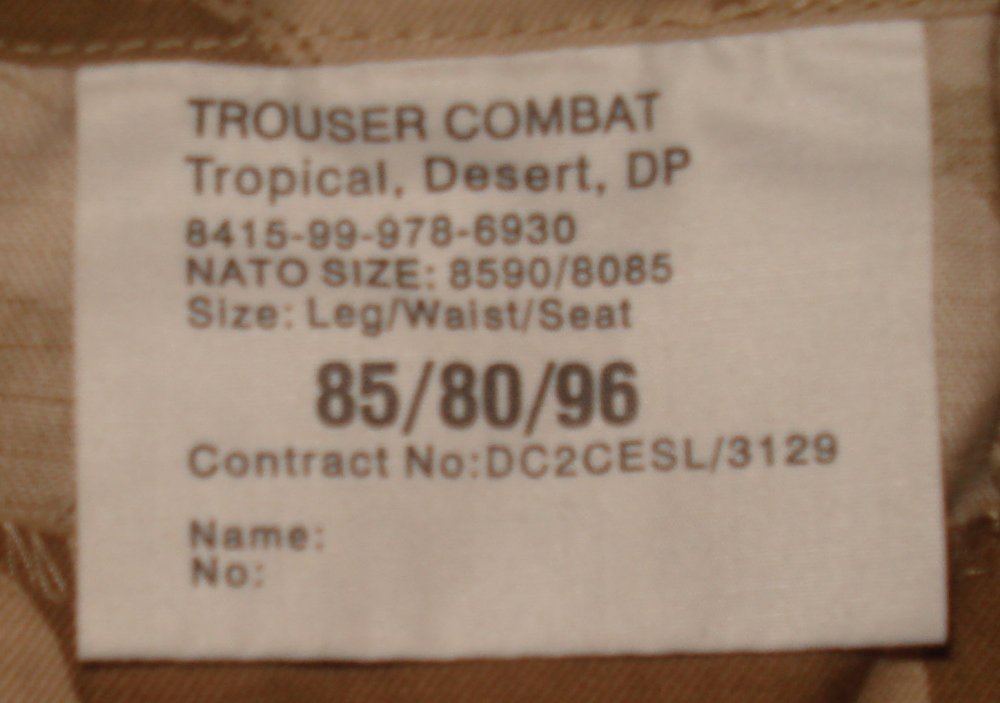 TROUSER COMBAT
Tropical, Desert, DP
8415-99-978-6930
NATO SIZE: 8590/8085
Size: Leg/Waist/Seat
85/80/96
Contract No:DC2CESL/3129
Name:
No: